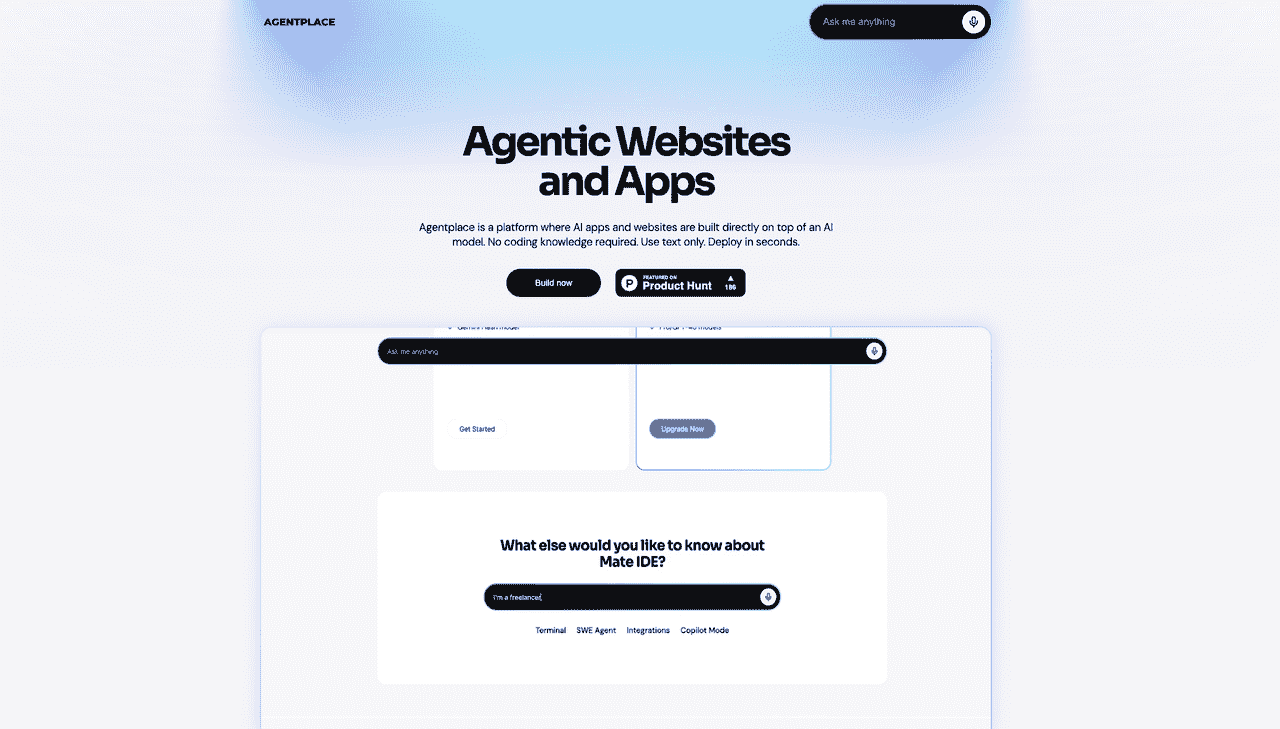 AGENTPLACE
Ask me anything
Agentic Websites
and Apps
Agentplace is a platform where AI apps and websites are built directly on top of an AI
model. No coding knowledge required. Use text only. Deploy in seconds.
Build now
P FEATURED ON
Product Hunt
186
Ask me anything
Get Started
Upgrade Now
What else would you like to know about
Mate IDE?
I'm a freelancer
Terminal SWE Agent Integrations Copilot Mode